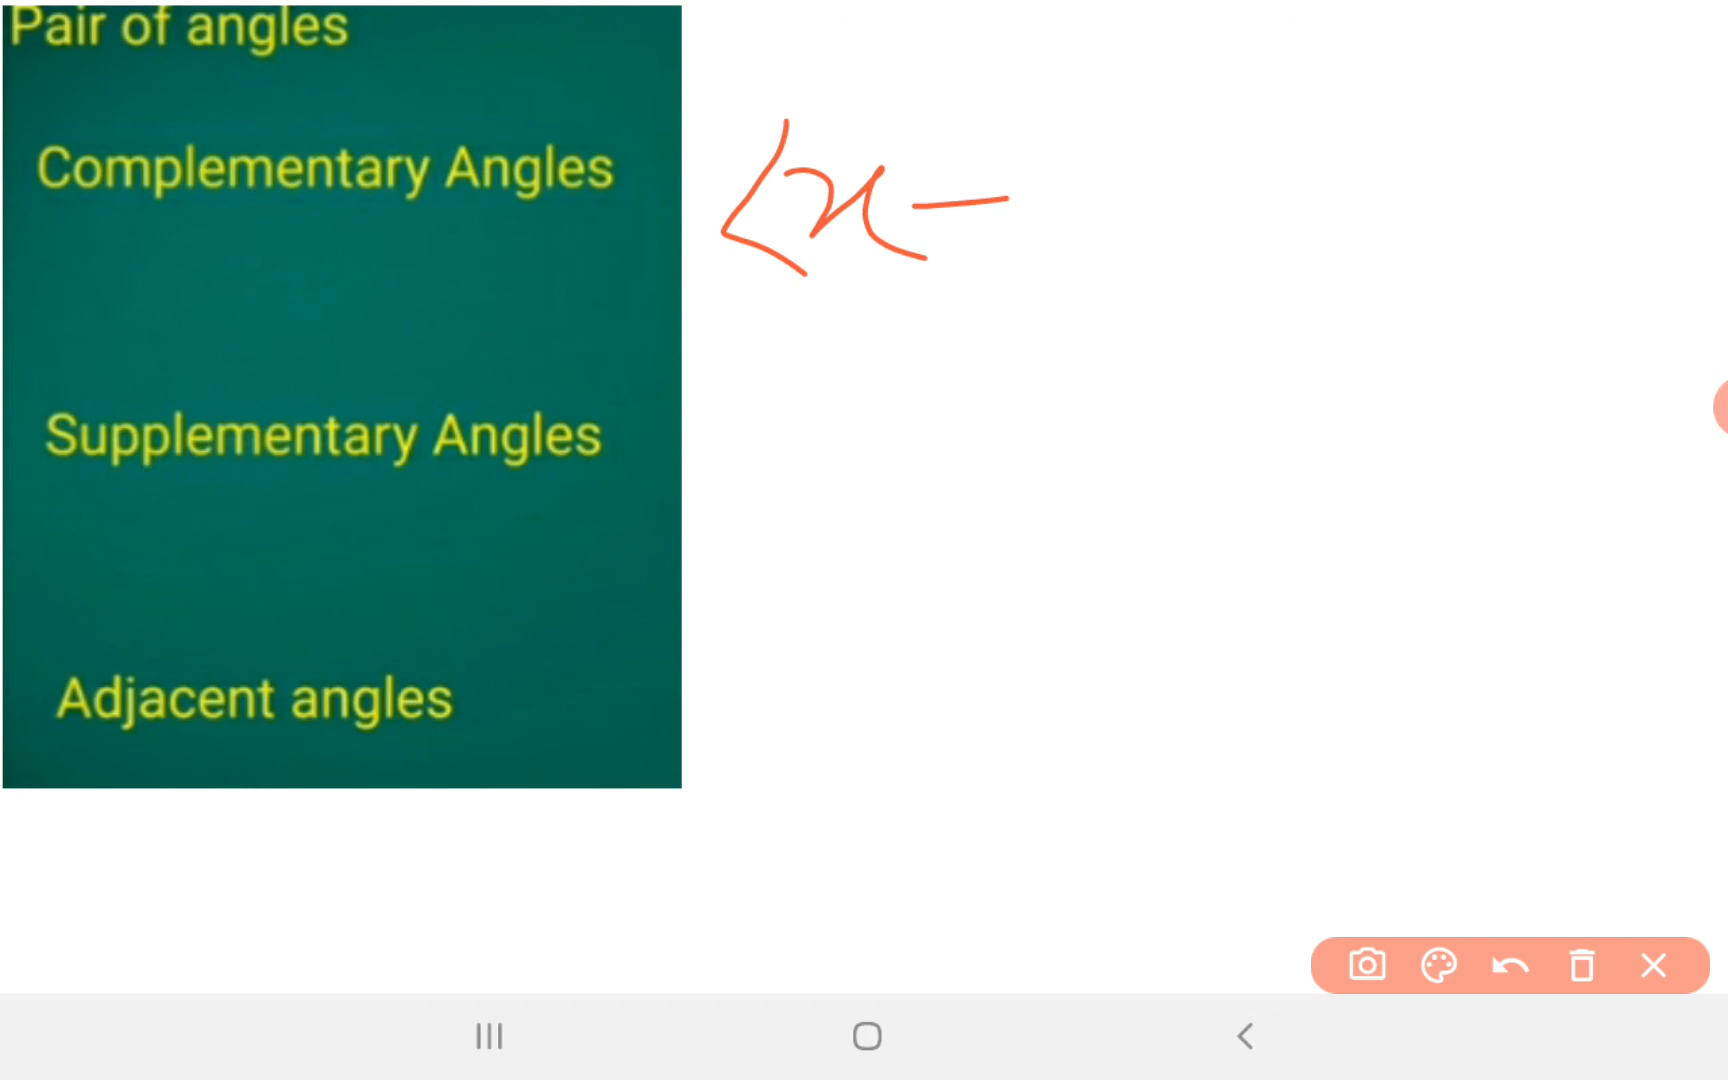 Pair of angles
Complementary Angles
∠x -
Supplementary Angles
Adjacent angles